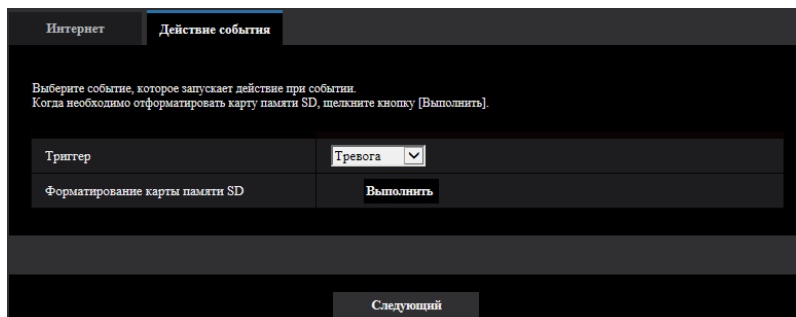 Интернет
Действие события
Выберите событие, которое запускает действие при событии.
Когда необходимо отформатировать карту памяти SD, щелкните кнопку [Выполнить].
Триггер
Тревога
Форматирование карты памяти SD
Выполнить
Следующий